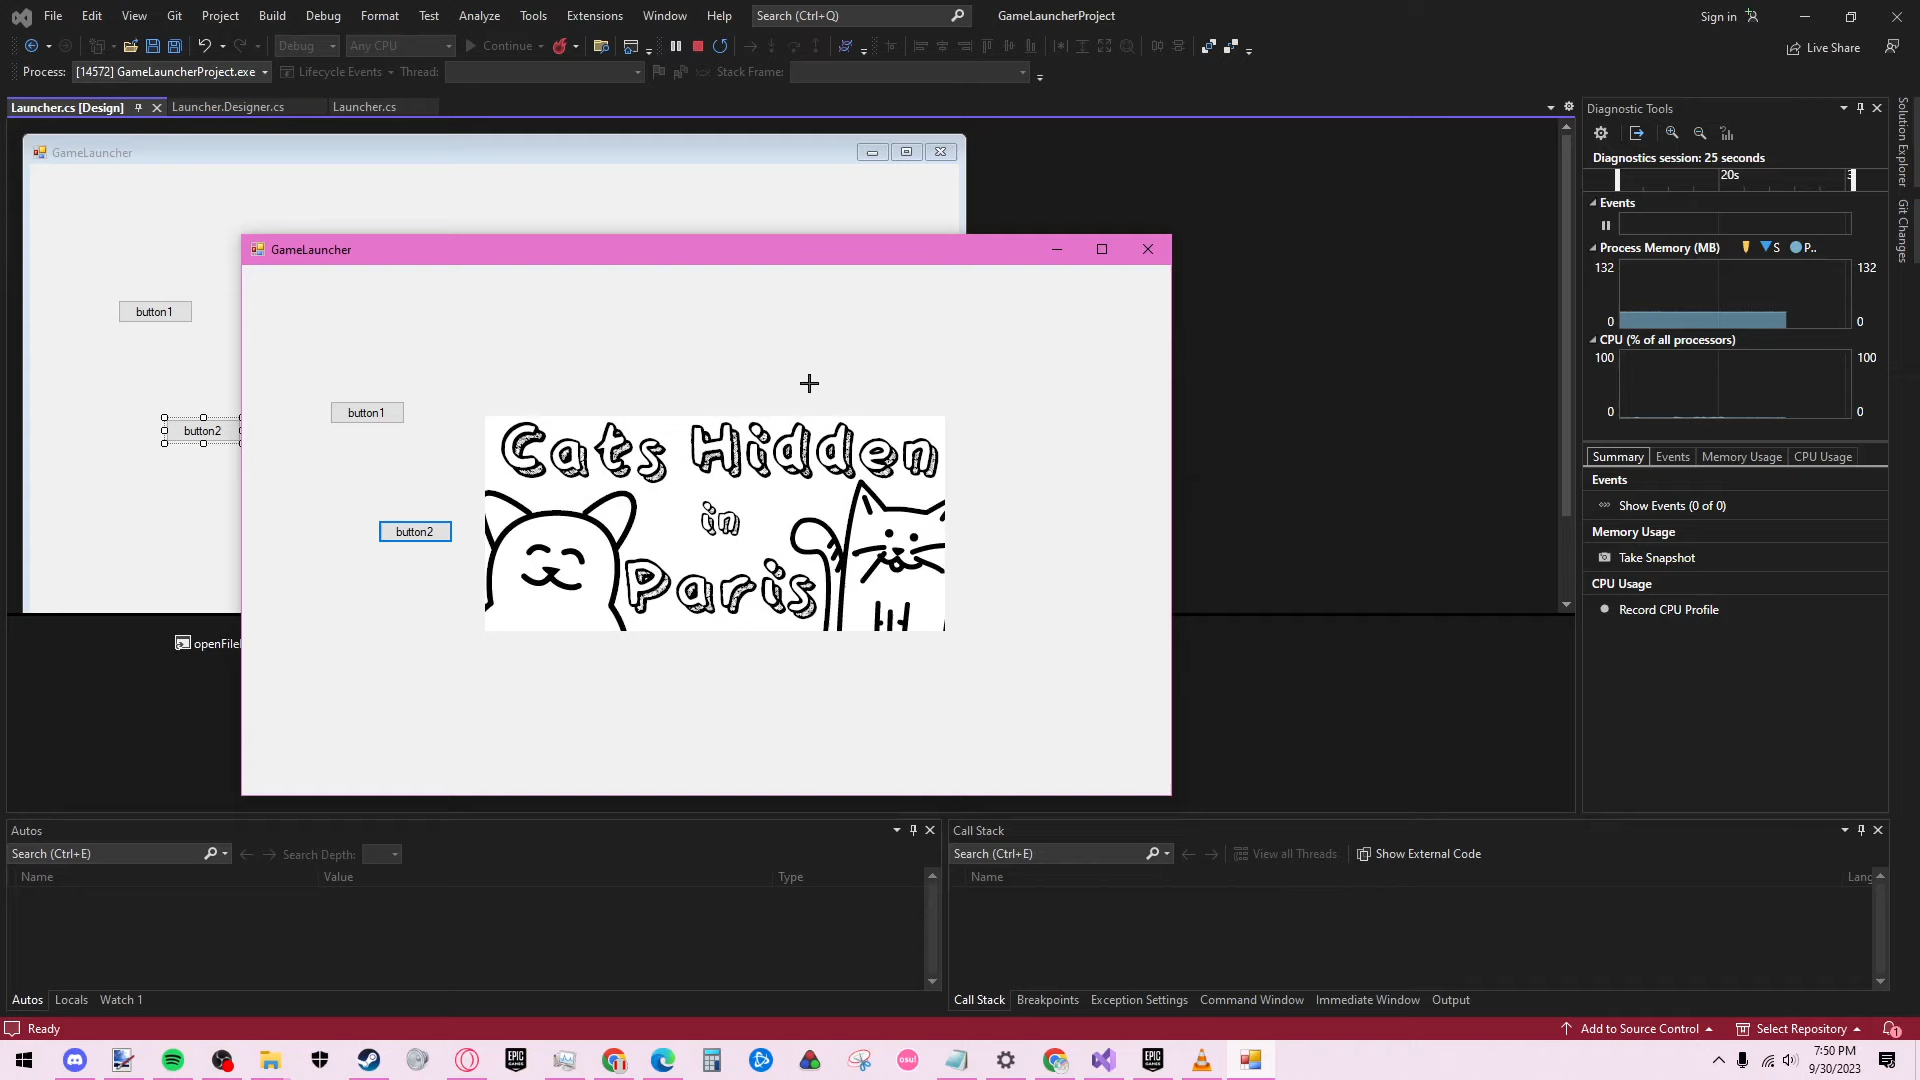 File Edit View Git Project Build Debug Format Test Analyze Tools Extensions Window Help Search (Ctrl+Q) GameLauncherProject Sign in
Debug Any CPU Continue Live Share
Process: [14572] GameLauncherProject.exe Lifecycle Events Thread: Stack Frame:
Launcher.cs [Design] Launcher.Designer.cs Launcher.cs
GameLauncher
button1
button2
openFile
GameLauncher
button1
button2
Cats Hidden
in
Paris
Diagnostic Tools
Diagnostics session: 25 seconds
20s
Events
Process Memory (MB) S P..
132 132
0 0
CPU (% of all processors)
100 100
0 0
Summary Events Memory Usage CPU Usage
Events
Show Events (0 of 0)
Memory Usage
Take Snapshot
CPU Usage
Record CPU Profile
Solution Explorer
Git Changes
Autos
Search (Ctrl+E) Search Depth:
Name Value Type
Autos Locals Watch 1
Call Stack
Search (Ctrl+E) View all Threads Show External Code
Name Lang
Call Stack Breakpoints Exception Settings Command Window Immediate Window Output
Ready Add to Source Control Select Repository 1
EPIC GAMES osu! EPIC GAMES
7:50 PM
9/30/2023